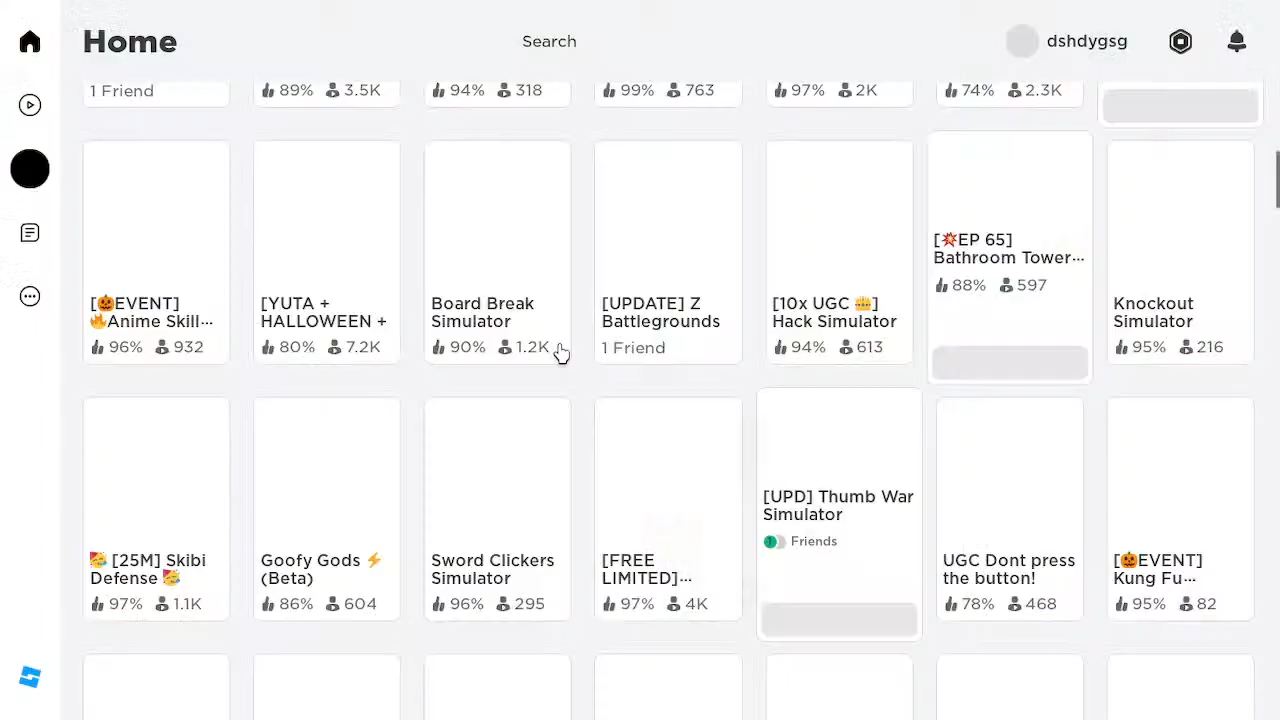 Home
Search
dshdygsg
1 Friend
89% 3.5K
94% 318
99% 763
97% 2K
74% 2.3K
[🎃EVENT]
🔥Anime Skill...
96% 932
[YUTA +
HALLOWEEN +
80% 7.2K
Board Break
Simulator
90% 1.2K
[UPDATE] Z
Battlegrounds
1 Friend
[10x UGC 👑]
Hack Simulator
94% 613
[💥EP 65]
Bathroom Tower...
88% 597
Knockout
Simulator
95% 216
🥳 [25M] Skibi
Defense 🥳
97% 1.1K
Goofy Gods ⚡
(Beta)
86% 604
Sword Clickers
Simulator
96% 295
[FREE
LIMITED]...
97% 4K
[UPD] Thumb War
Simulator
Friends
UGC Dont press
the button!
78% 468
[🎃EVENT]
Kung Fu...
95% 82